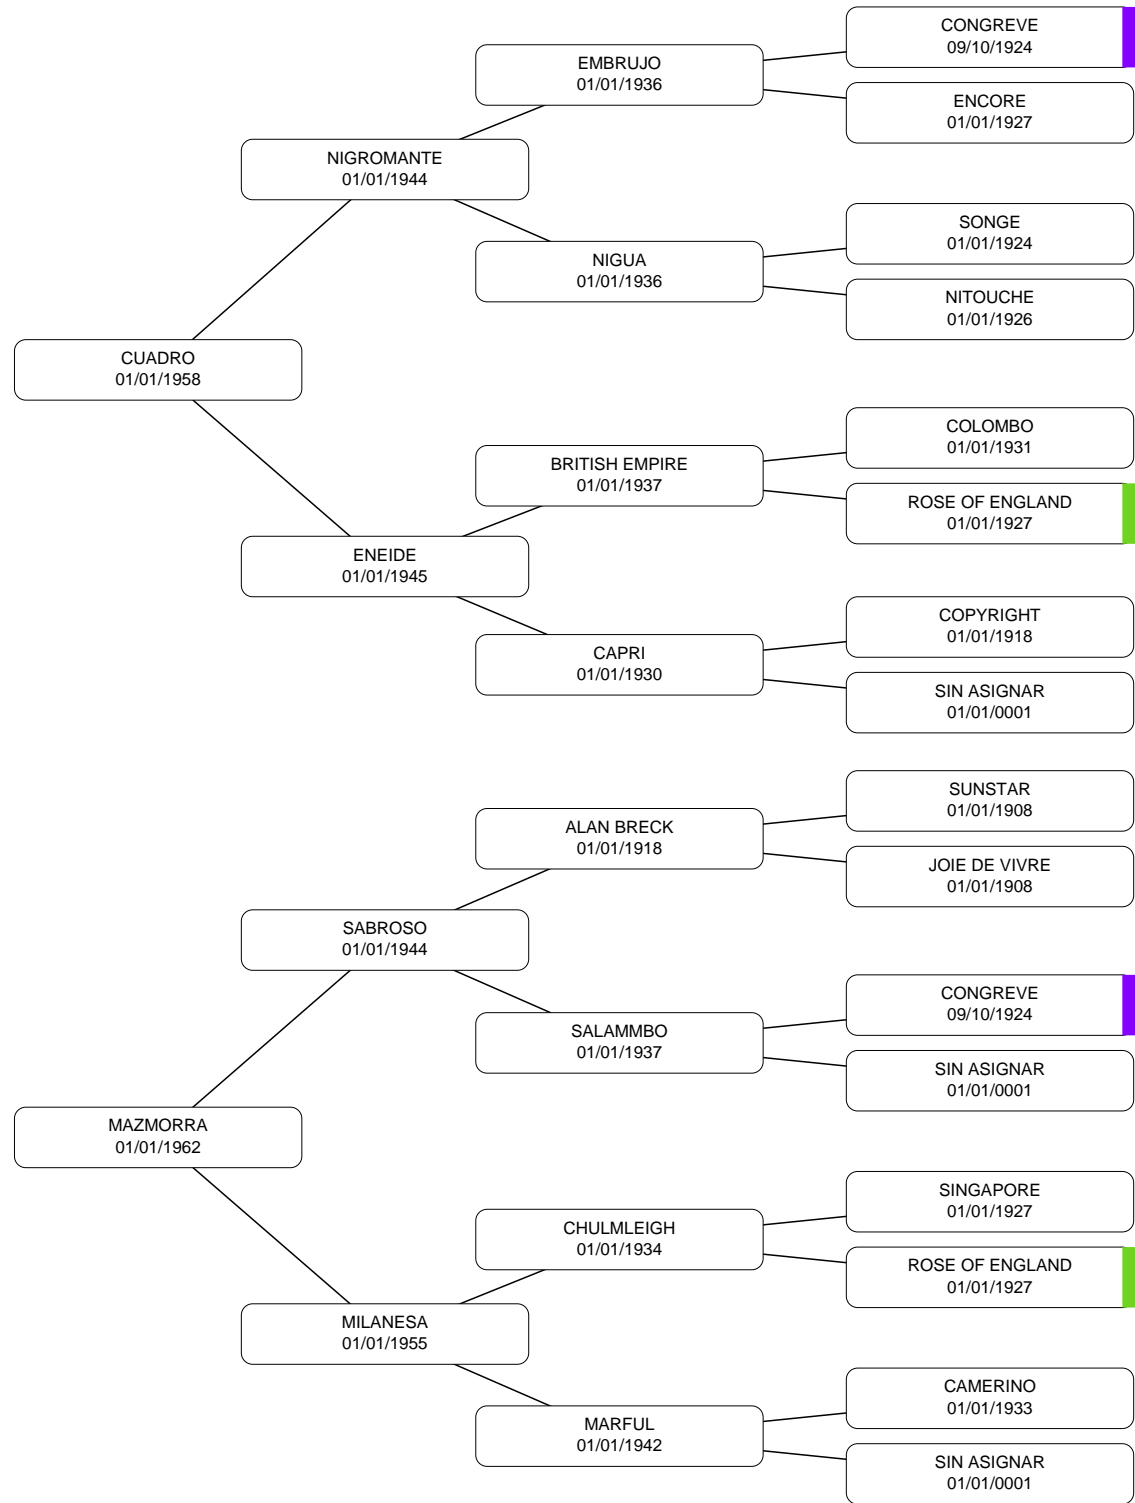 CONGREVE
09/10/1924
EMBRUJO
01/01/1936
ENCORE
01/01/1927
NIGROMANTE
01/01/1944
SONGE
01/01/1924
NIGUA
01/01/1936
NITOUCHE
01/01/1926
CUADRO
01/01/1958
COLOMBO
01/01/1931
BRITISH EMPIRE
01/01/1937
ROSE OF ENGLAND
01/01/1927
ENEIDE
01/01/1945
COPYRIGHT
01/01/1918
CAPRI
01/01/1930
SIN ASIGNAR
01/01/0001
SUNSTAR
01/01/1908
ALAN BRECK
01/01/1918
JOIE DE VIVRE
01/01/1908
SABROSO
01/01/1944
CONGREVE
09/10/1924
SALAMMBO
01/01/1937
SIN ASIGNAR
01/01/0001
MAZMORRA
01/01/1962
SINGAPORE
01/01/1927
CHULMLEIGH
01/01/1934
ROSE OF ENGLAND
01/01/1927
MILANESA
01/01/1955
CAMERINO
01/01/1933
MARFUL
01/01/1942
SIN ASIGNAR
01/01/0001